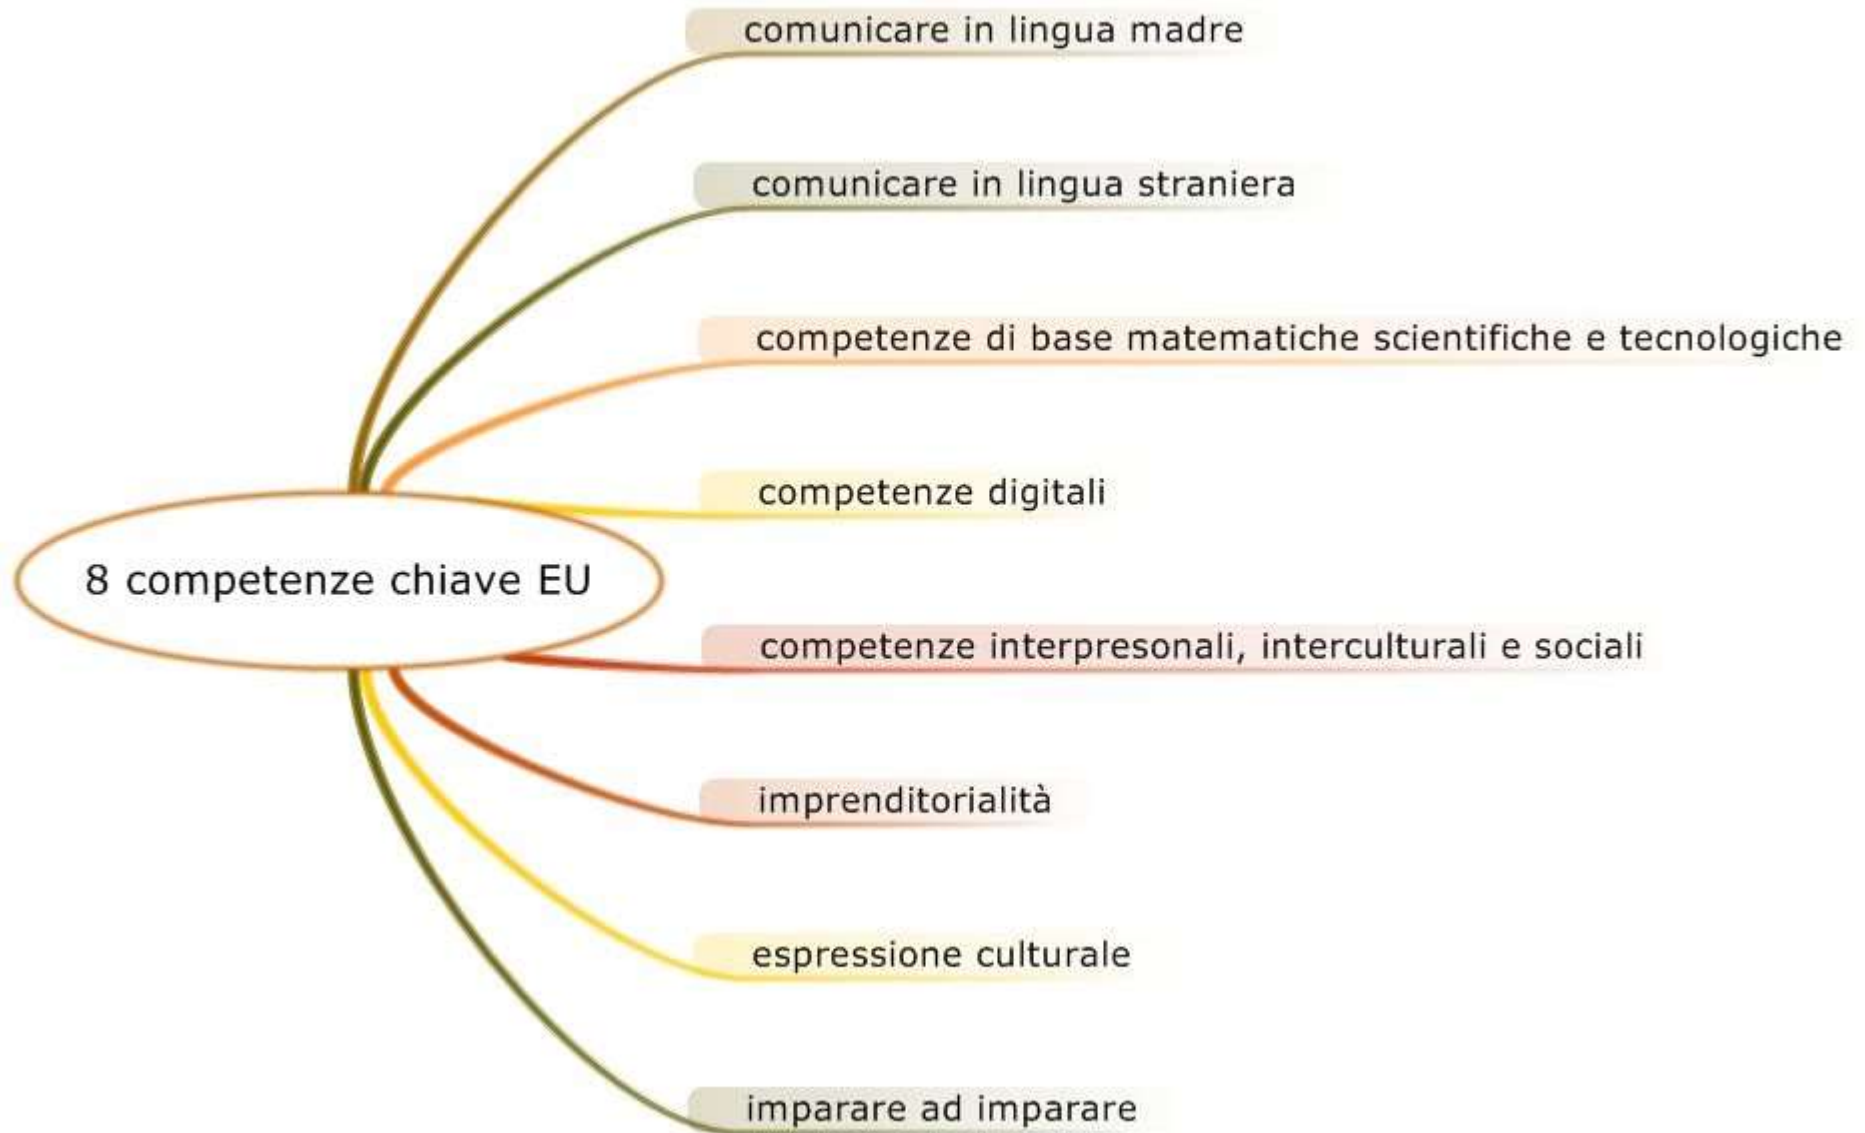 comunicare in lingua madre
comunicare in lingua straniera
competenze di base matematiche scientifiche e tecnologiche
competenze digitali
8 competenze chiave EU
competenze interpresonali, interculturali e sociali
imprenditorialità
espressione culturale
imparare ad imparare